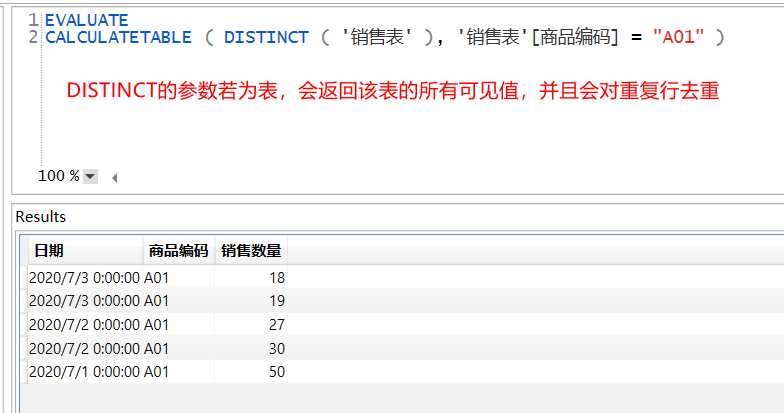 1 EVALUATE
2 CALCULATETABLE ( DISTINCT ( '销售表' ), '销售表'[商品编码] = "A01" )
DISTINCT的参数若为表，会返回该表的所有可见值，并且会对重复行去重
100 %
Results
日期 商品编码 销售数量
2020/7/3 0:00:00 A01 18
2020/7/3 0:00:00 A01 19
2020/7/2 0:00:00 A01 27
2020/7/2 0:00:00 A01 30
2020/7/1 0:00:00 A01 50